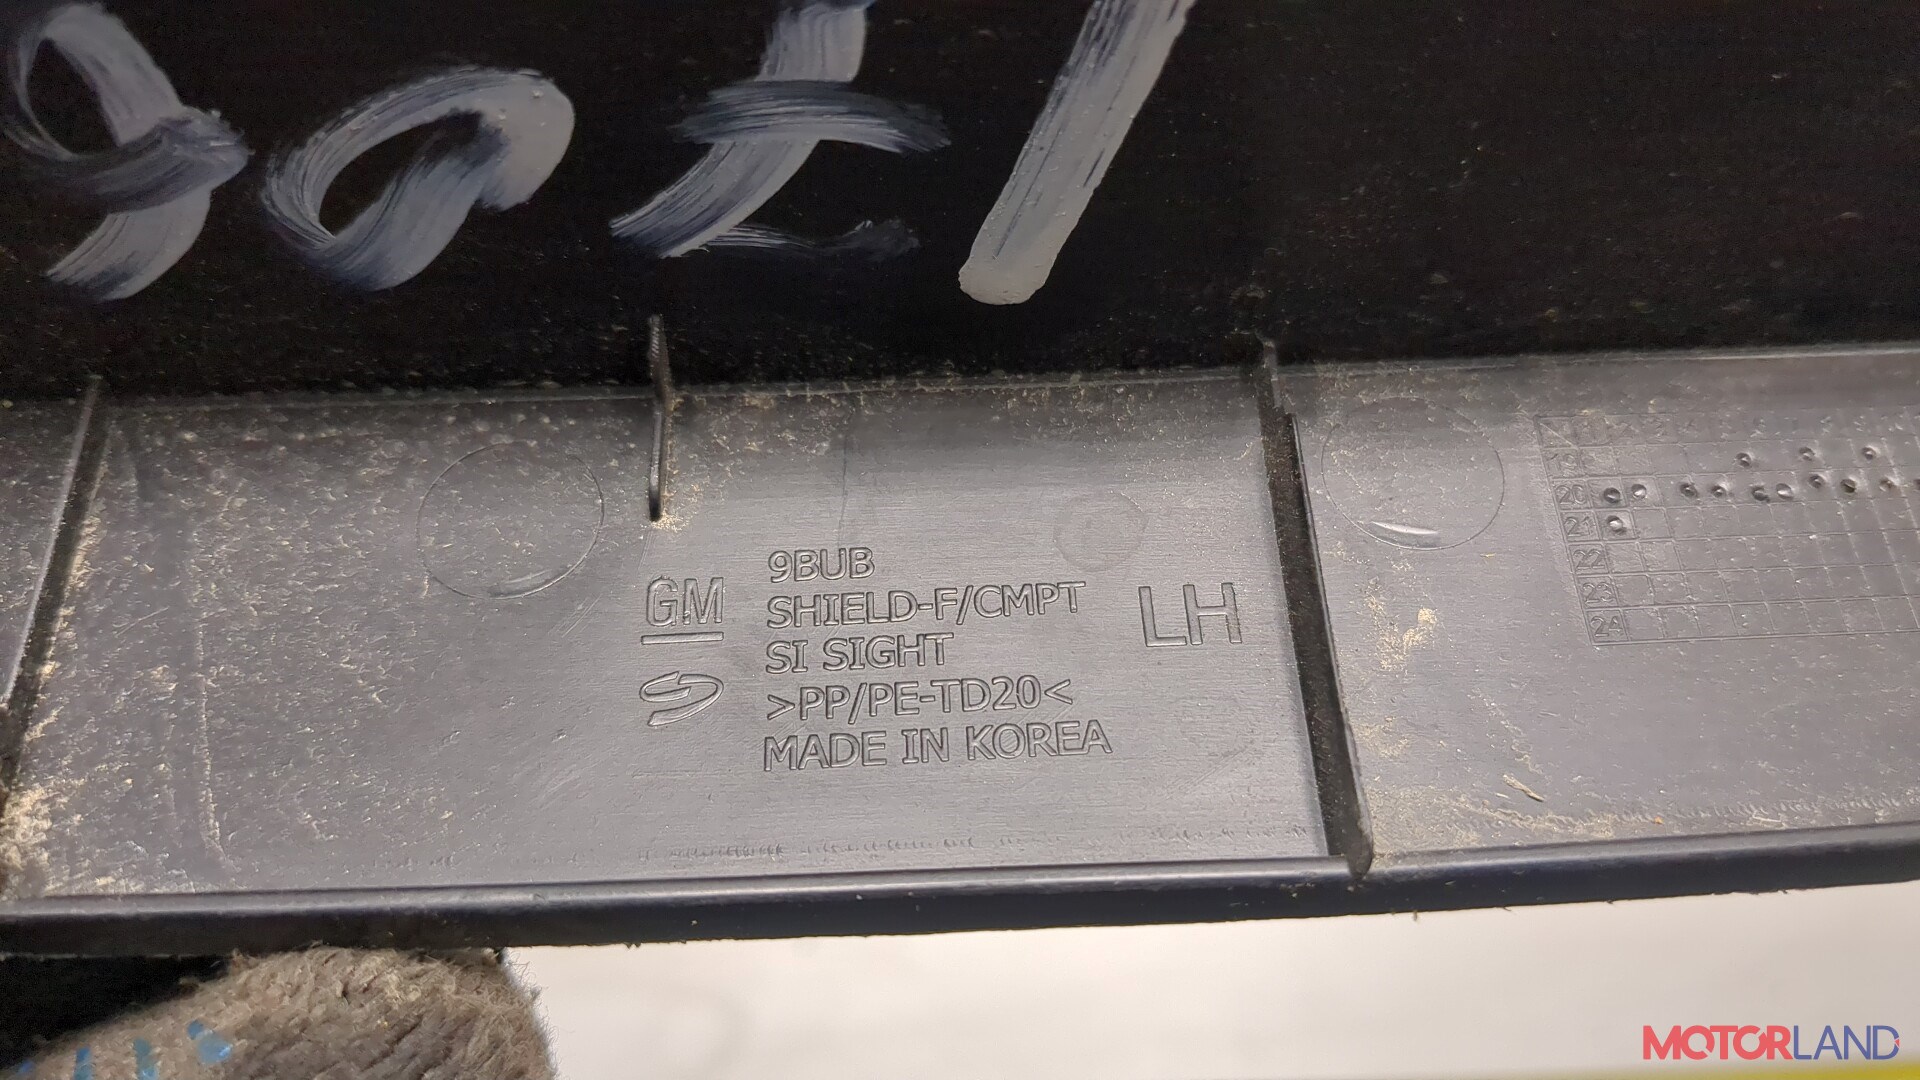 9071
GM
9BUB
SHIELD-F/CMPT
SI SIGHT
>PP/PE-TD20<
MADE IN KOREA
LH
19
20
21
22
23
24
MOTORLAND